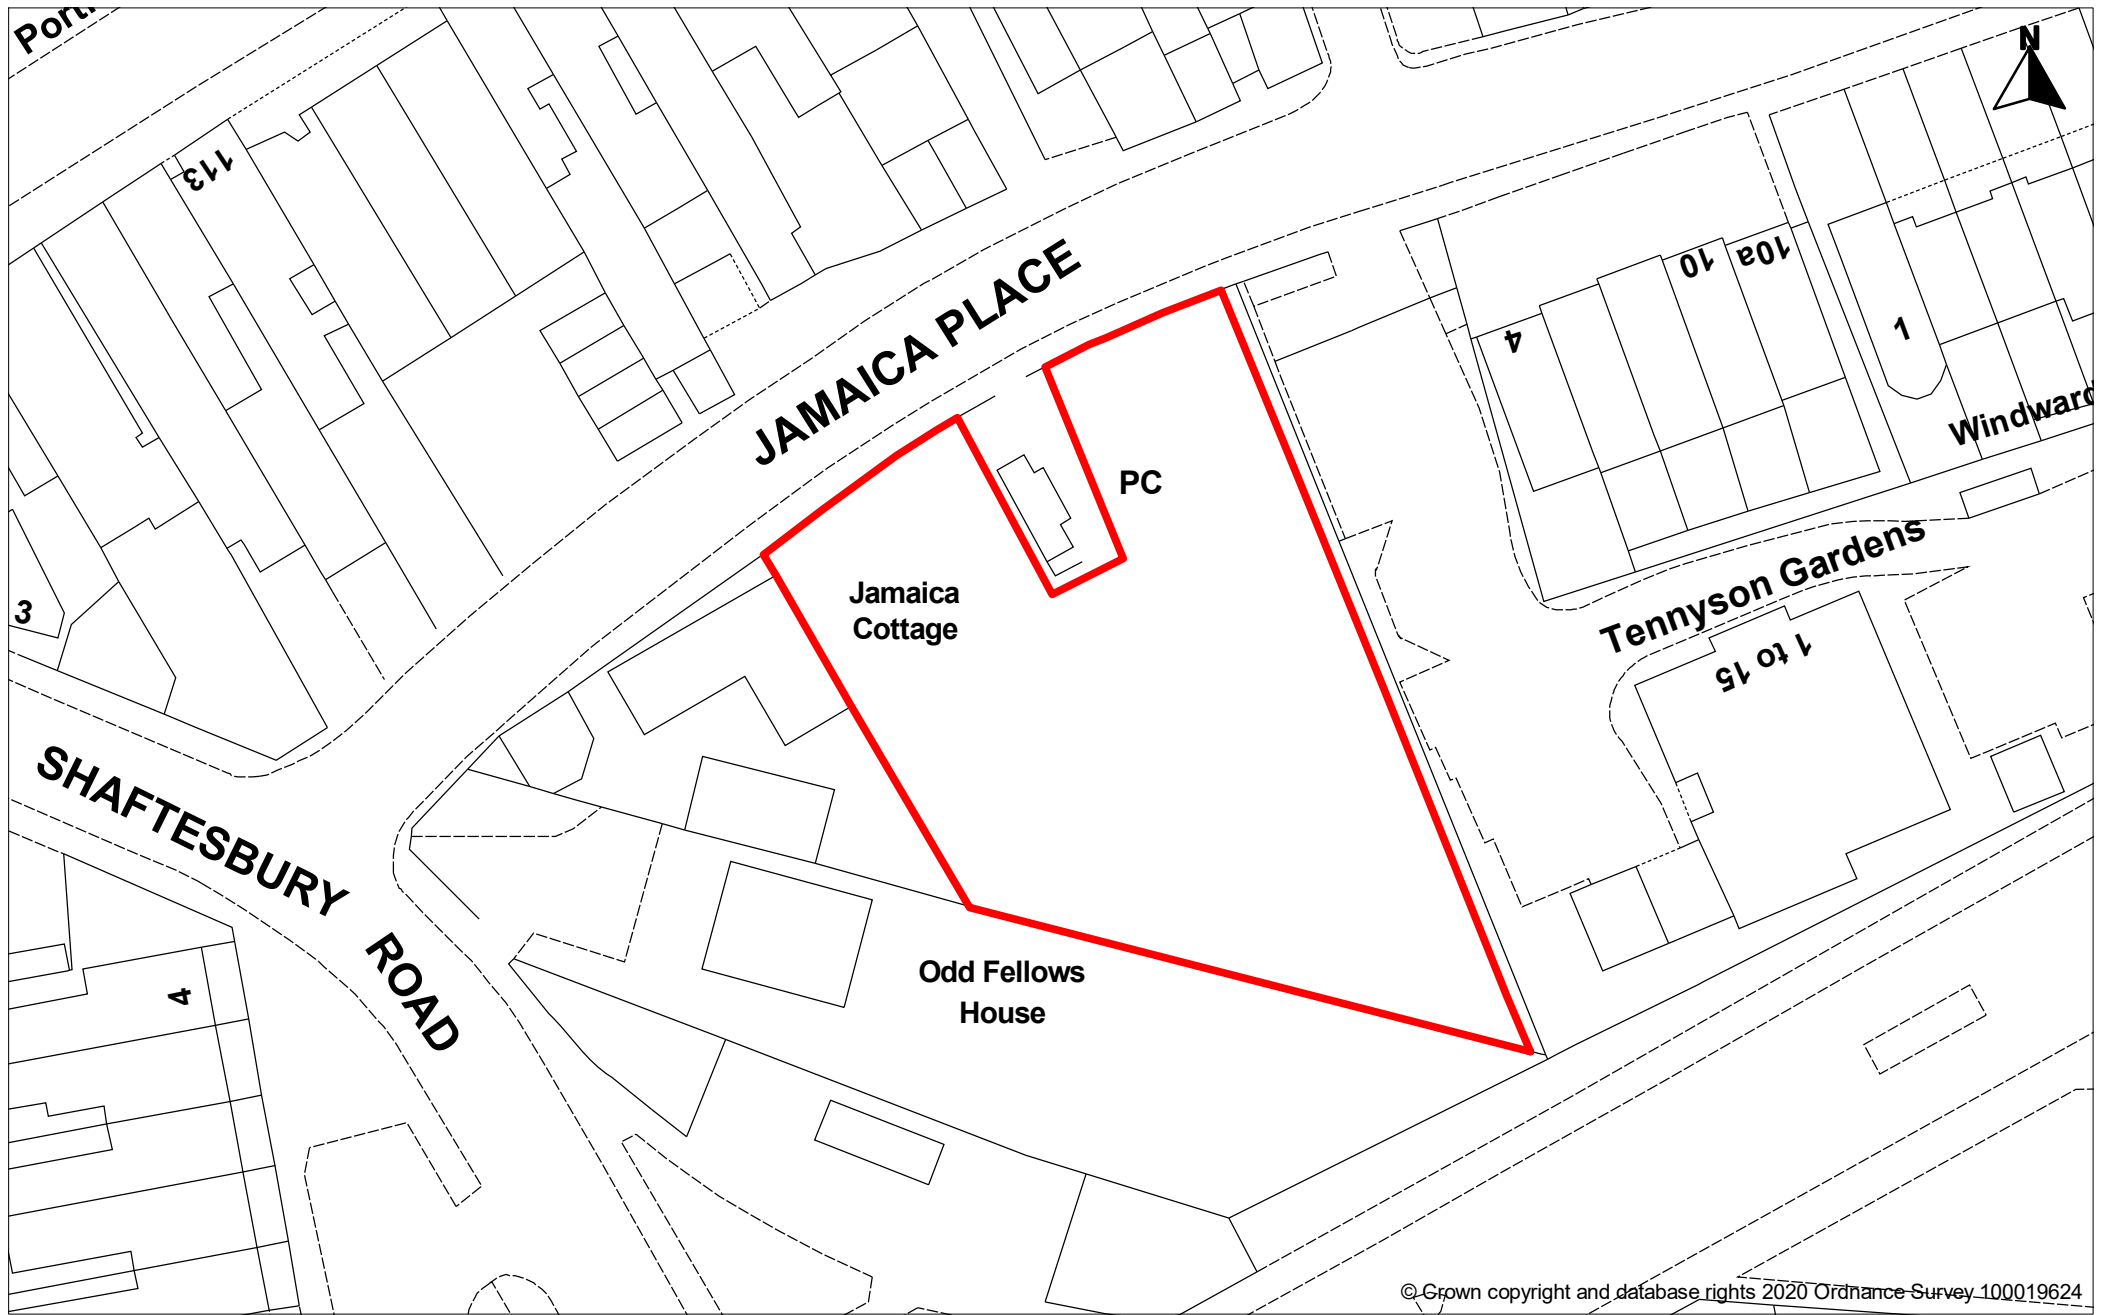 N
113
JAMAICA PLACE
10
10a
4
1
Windward
PC
Tennyson Gardens
Jamaica
Cottage
3
1 to 15
SHAFTESBURY ROAD
Odd Fellows
House
4
© Crown copyright and database rights 2020 Ordnance Survey 100019624